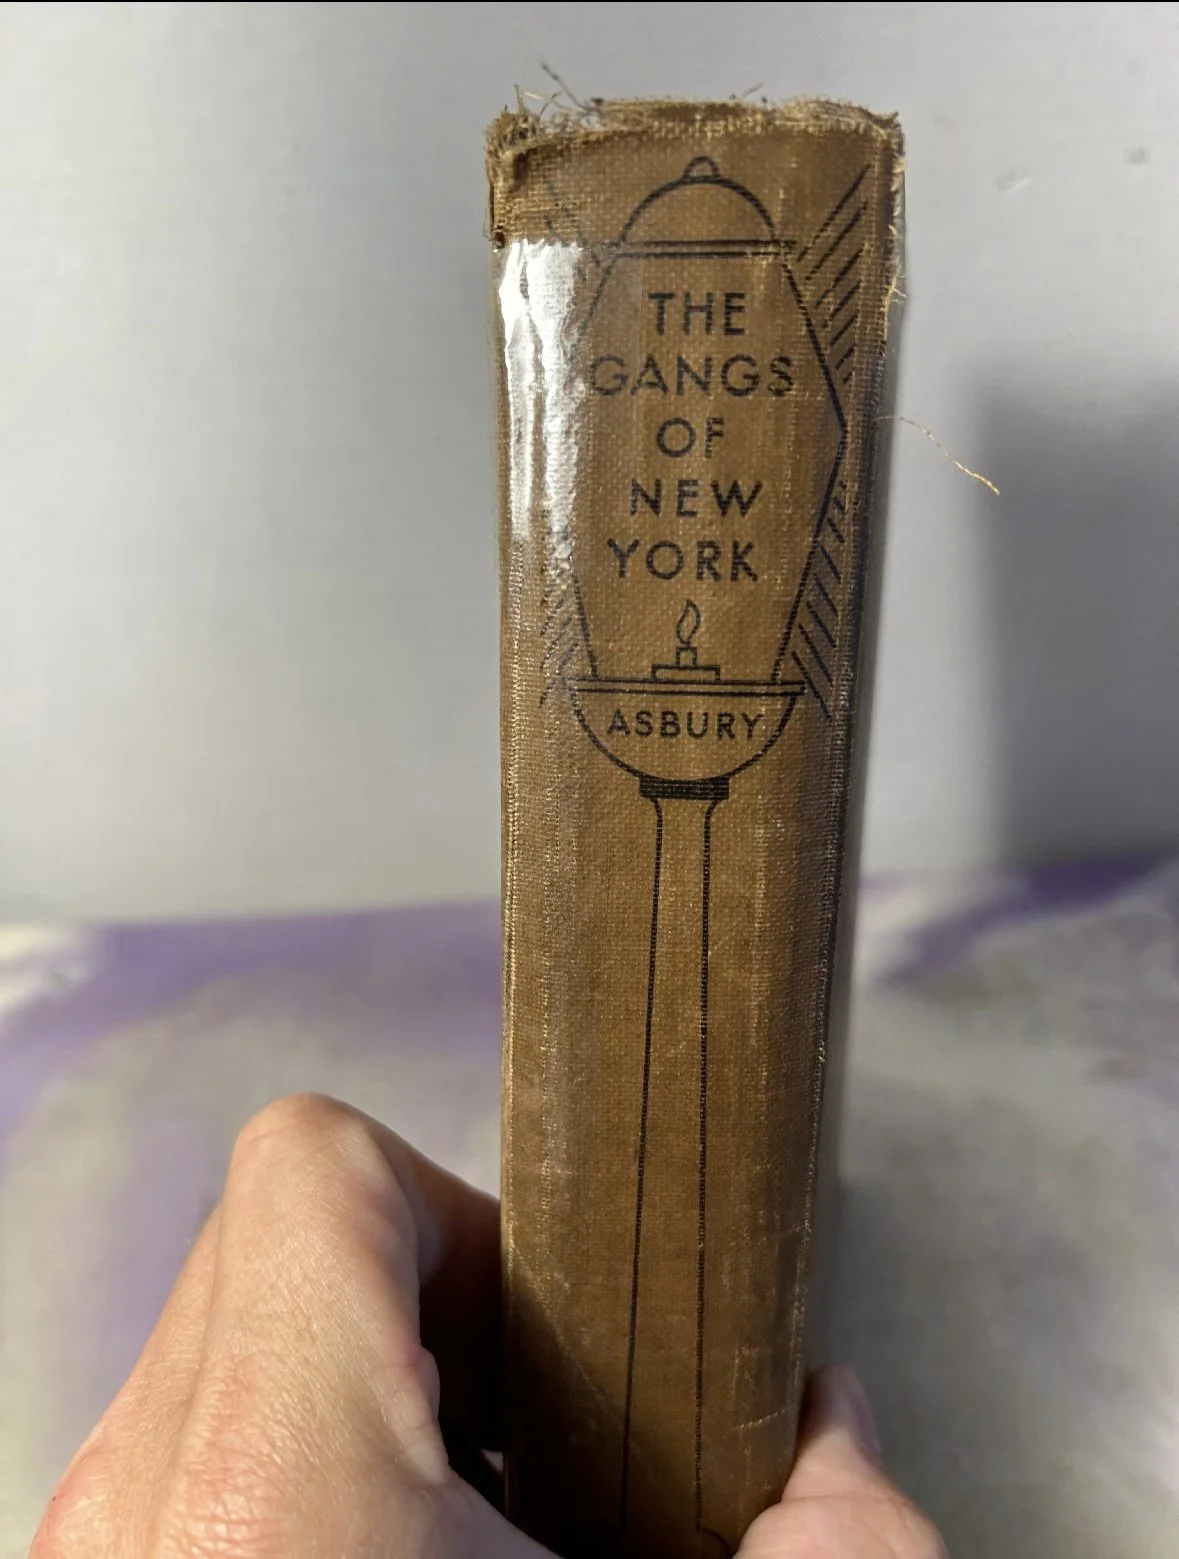 THE
GANGS
OF
NEW
YORK
ASBURY